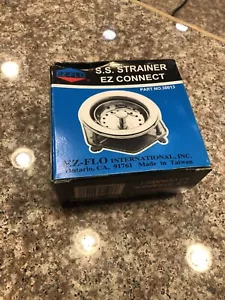 S.S. STRAINER
EZ CONNECT
PART NO. 30013
EZ-FLO INTERNATIONAL, INC.
Ontario, CA. 91761 Made in Taiwan